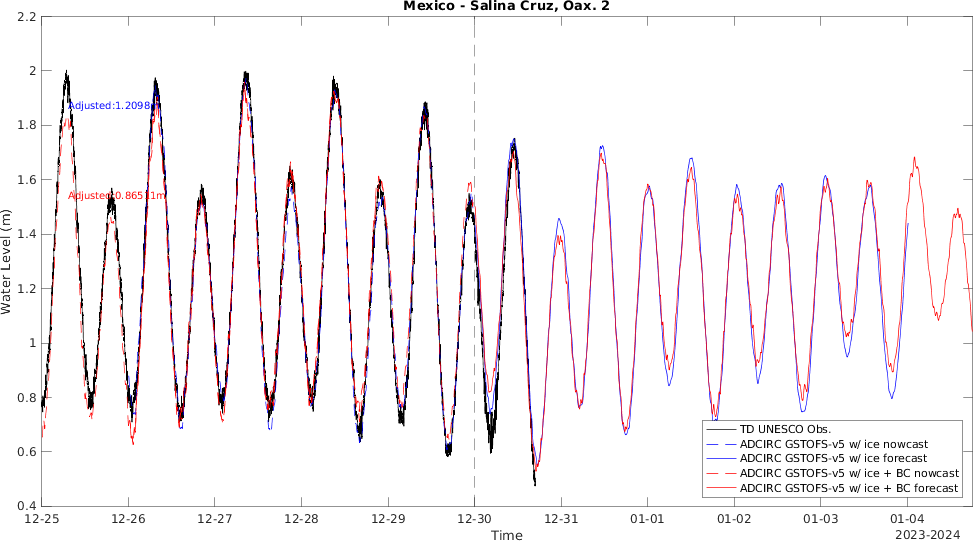 Mexico - Salina Cruz, Oax. 2
2.2
2
1.8
1.6
1.4
1.2
1
0.8
0.6
0.4
Water Level (m)
Adjusted:1.2098
Adjusted:0.86531m
TD UNESCO Obs.
ADCIRC GSTOFS-v5 w/ ice nowcast
ADCIRC GSTOFS-v5 w/ ice forecast
ADCIRC GSTOFS-v5 w/ ice + BC nowcast
ADCIRC GSTOFS-v5 w/ ice + BC forecast
12-25 12-26 12-27 12-28 12-29 12-30 12-31 01-01 01-02 01-03 01-04
Time
2023-2024